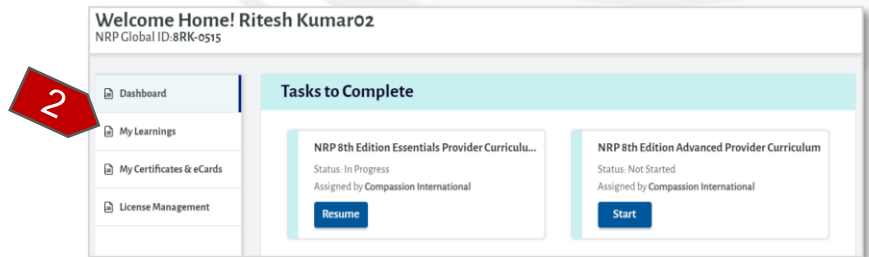 Welcome Home! Ritesh Kumar02
NRP Global ID:8RK-0515
2
Dashboard
My Learnings
My Certificates & eCards
License Management
Tasks to Complete
NRP 8th Edition Essentials Provider Curriculu...
Status: In Progress
Assigned by Compassion International
Resume
NRP 8th Edition Advanced Provider Curriculum
Status: Not Started
Assigned by Compassion International
Start